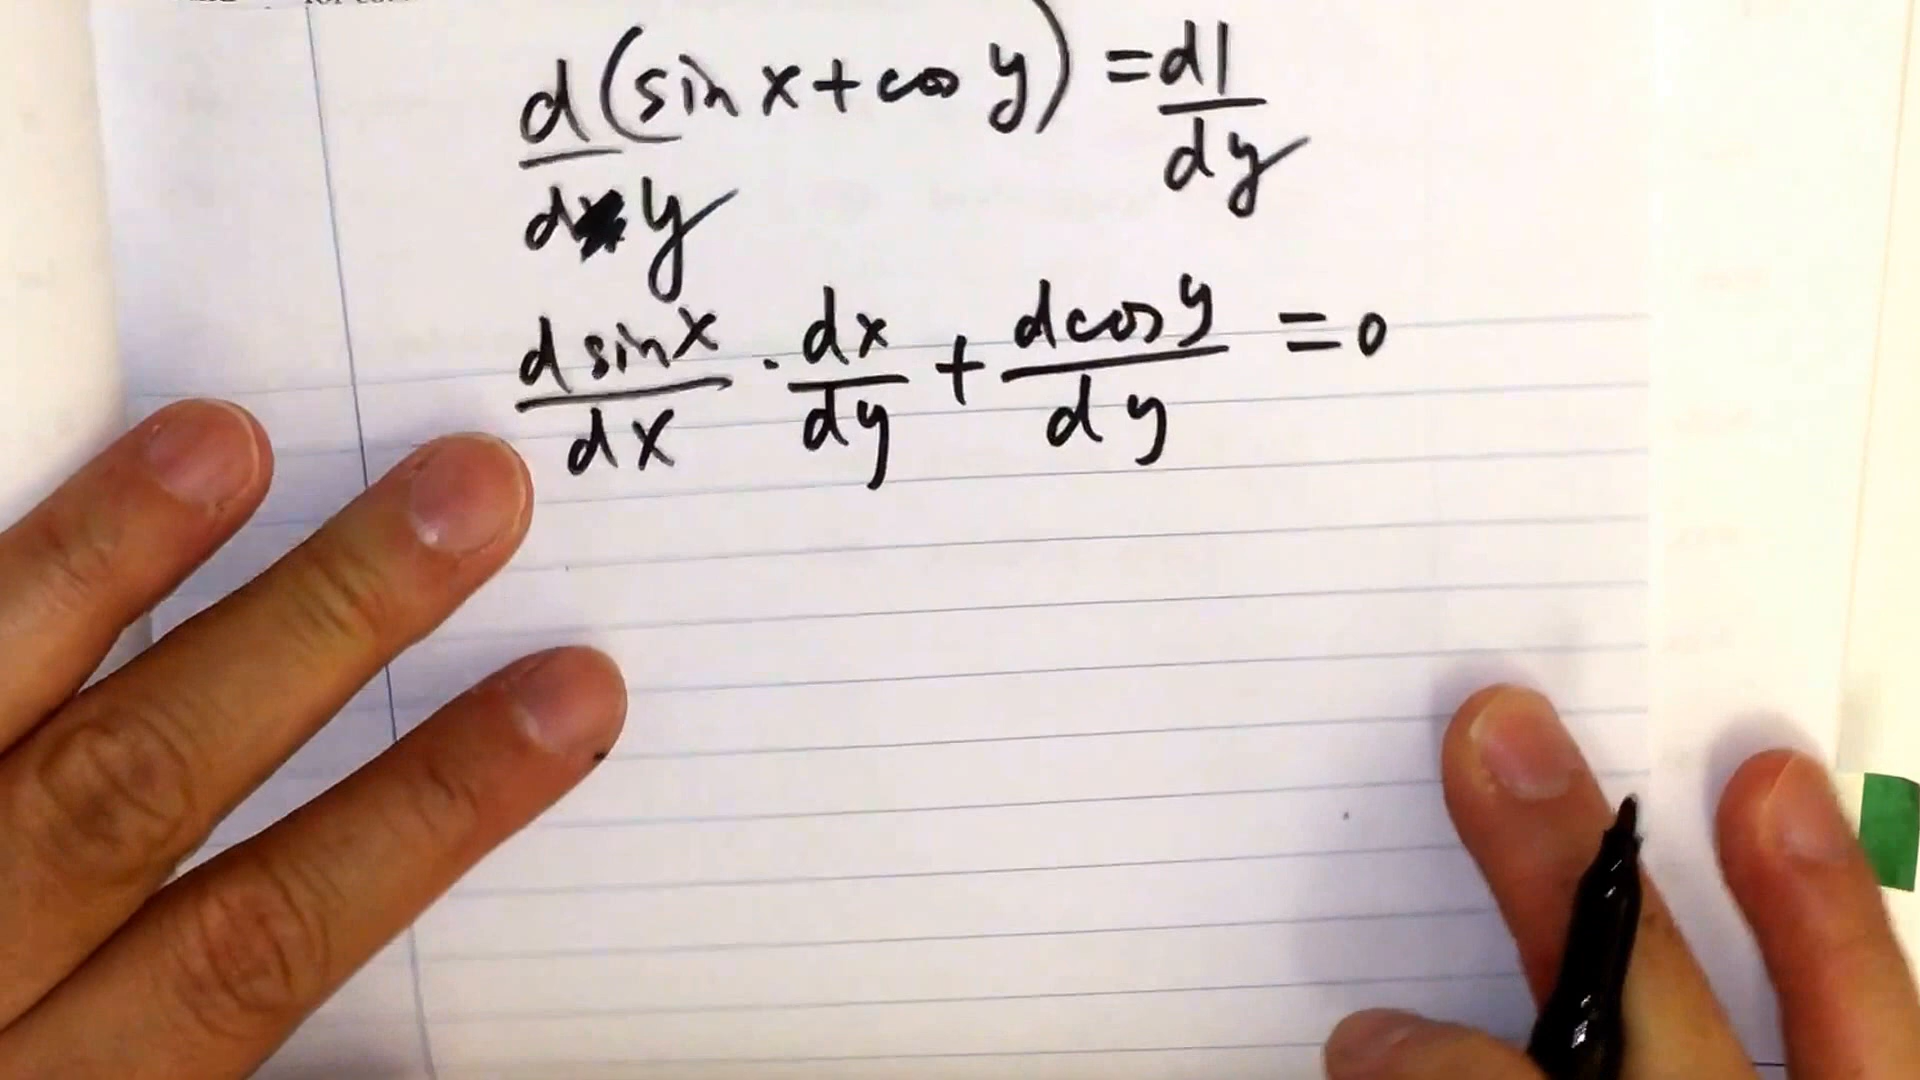 d/dy (sin x + cos y) = d1/dy
d sin x/dx · dx/dy + d cos y/dy = 0